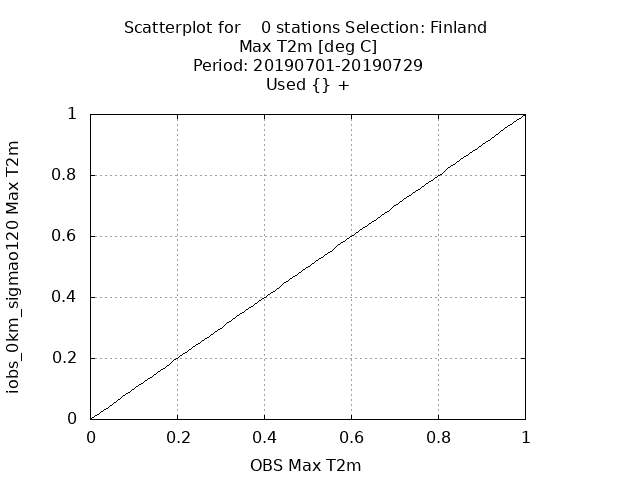 Scatterplot for    0 stations Selection: Finland
Max T2m [deg C]
Period: 20190701-20190729
Used {} +
1
0.8
0.6
0.4
0.2
0
iobs_0km_sigmao120 Max T2m
0 0.2 0.4 0.6 0.8 1
OBS Max T2m